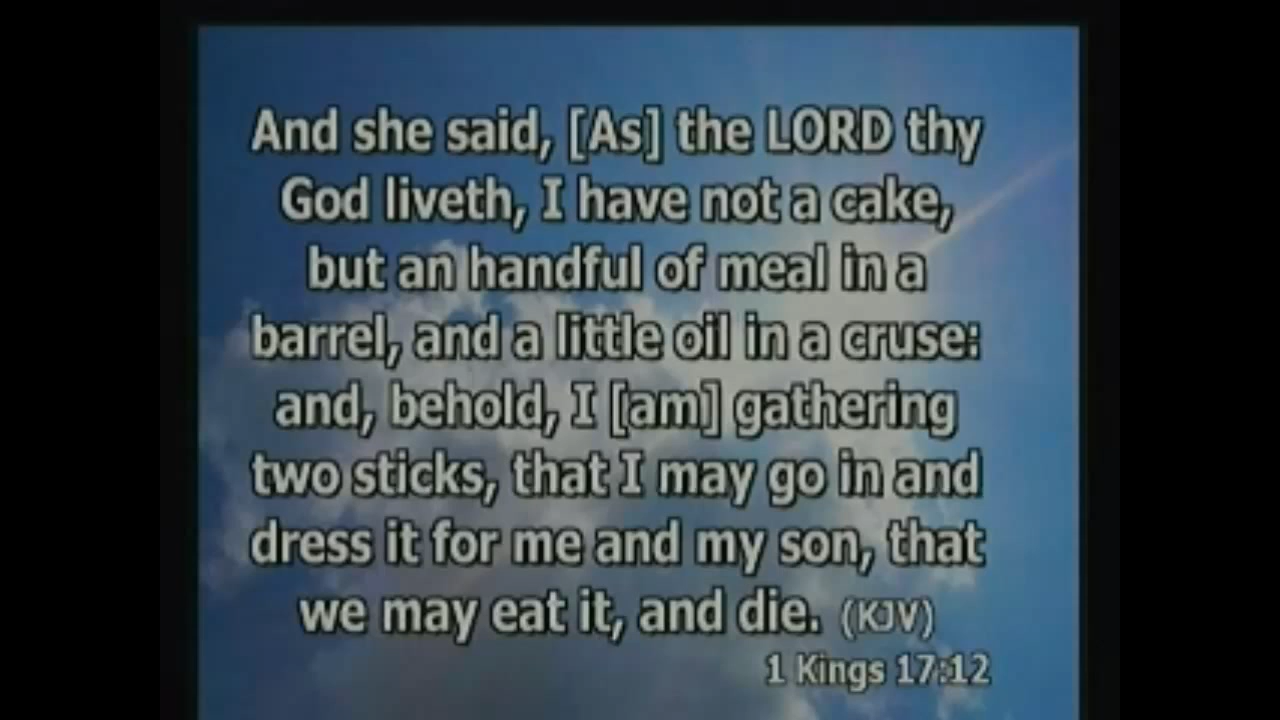 And she said, [As] the LORD thy
God liveth, I have not a cake,
but an handful of meal in a
barrel, and a little oil in a cruse:
and, behold, I [am] gathering
two sticks, that I may go in and
dress it for me and my son, that
we may eat it, and die. (KJV)
1 Kings 17:12